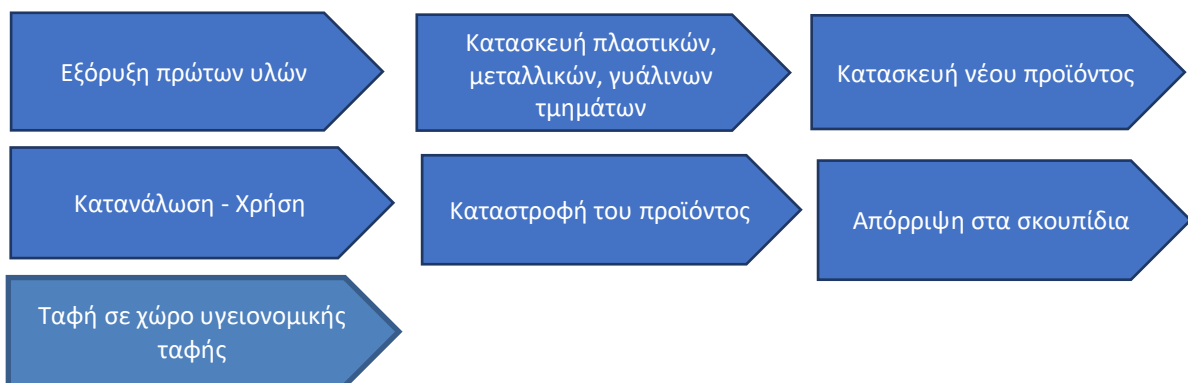 Εξόρυξη πρώτων υλών
Κατασκευή πλαστικών,
μεταλλικών, γυάλινων
τμημάτων
Κατασκευή νέου προϊόντος
Κατανάλωση - Χρήση
Καταστροφή του προϊόντος
Απόρριψη στα σκουπίδια
Ταφή σε χώρο υγειονομικής
ταφής